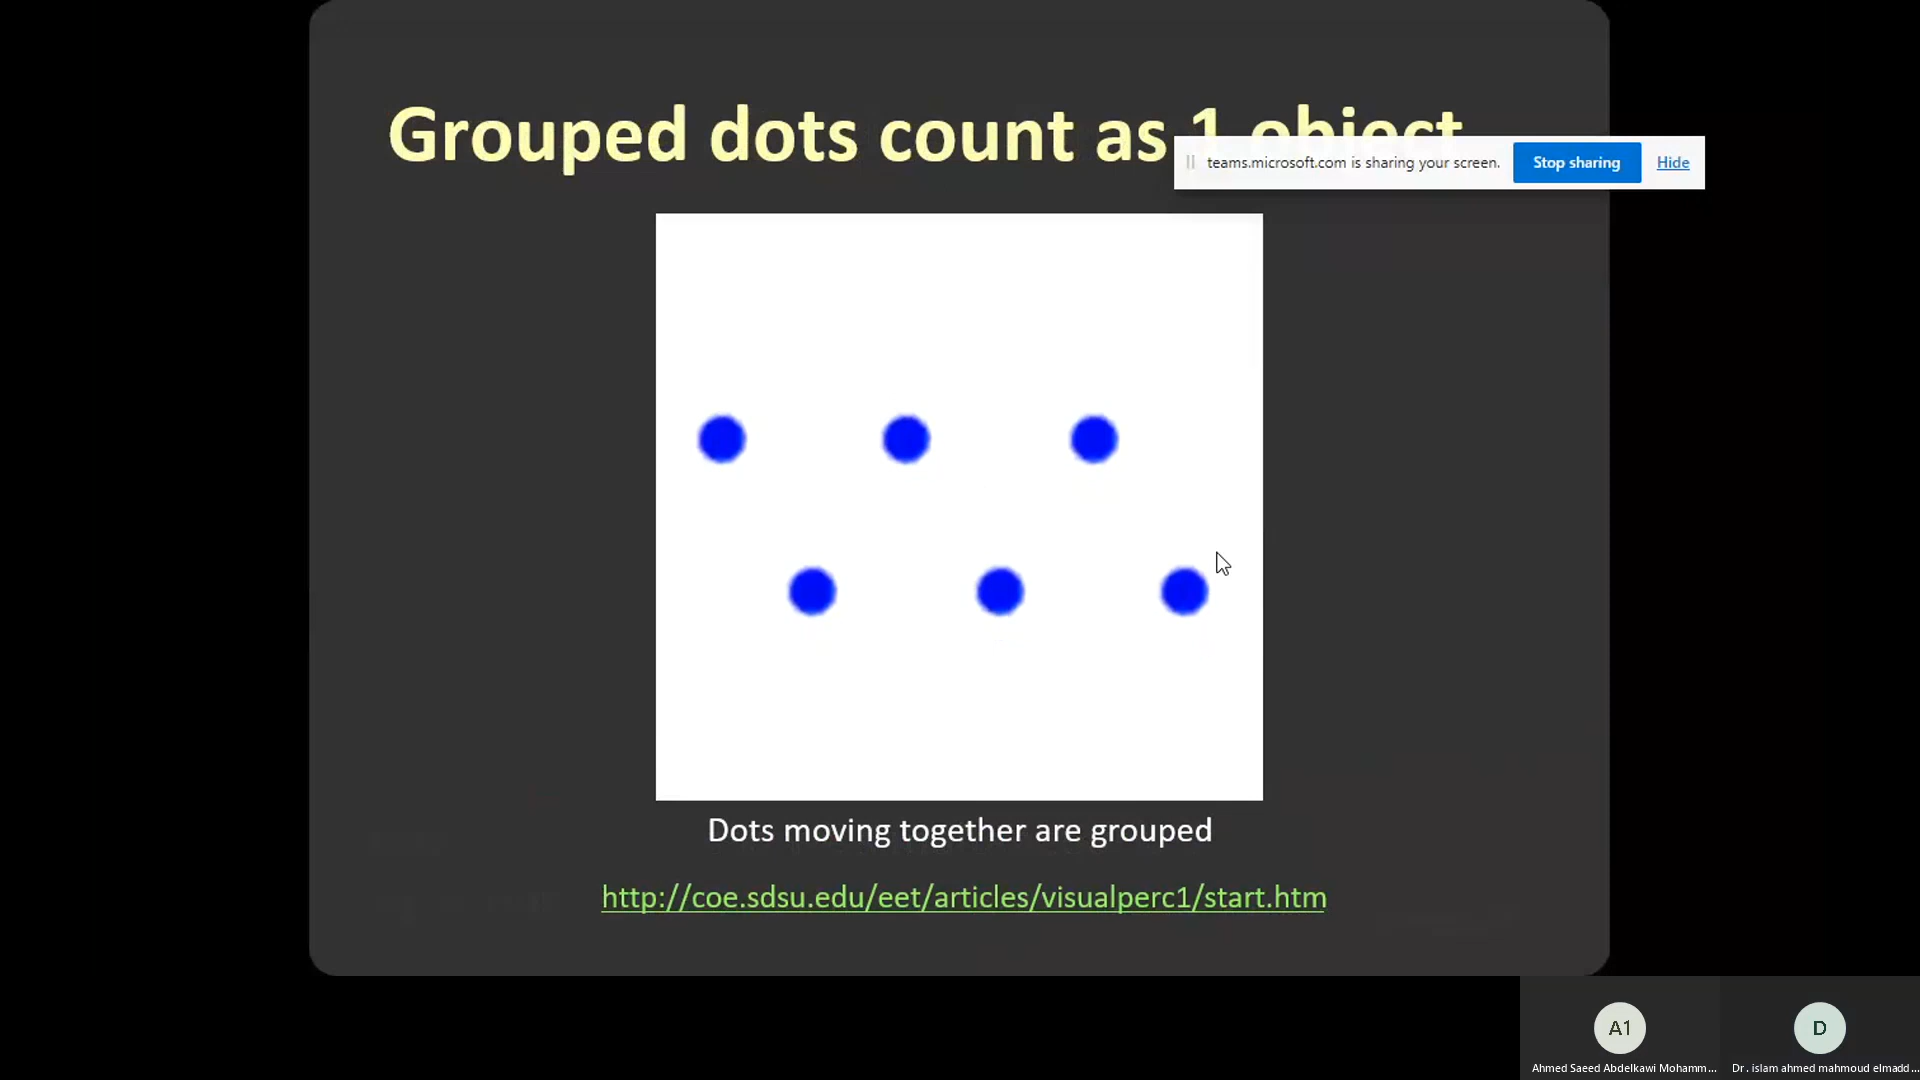 Grouped dots count as 1 object
teams.microsoft.com is sharing your screen.
Stop sharing
Hide
Dots moving together are grouped
http://coe.sdsu.edu/eet/articles/visualperc1/start.htm
A1
D
Ahmed Saeed Abdelkawi Mohamm...
Dr. islam ahmed mahmoud elmadd...